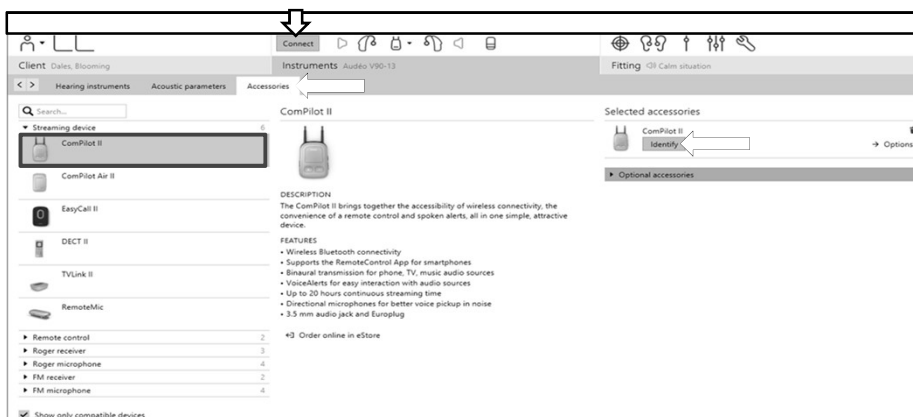 Connect
Client Dales, Blooming
Instruments Audéo V90-13
Fitting Calm situation
< >
Hearing instruments
Acoustic parameters
Accessories
Search...
Streaming device 6
ComPilot II
ComPilot Air II
EasyCall II
DECT II
TVLink II
RemoteMic
Remote control 2
Roger receiver 3
Roger microphone 4
FM receiver 2
FM microphone 4
Show only compatible devices
ComPilot II
DESCRIPTION
The ComPilot II brings together the accessibility of wireless connectivity, the
convenience of a remote control and spoken alerts, all in one simple, attractive
device.
FEATURES
• Wireless Bluetooth connectivity
• Supports the RemoteControl App for smartphones
• Binaural transmission for phone, TV, music audio sources
• VoiceAlerts for easy interaction with audio sources
• Up to 20 hours continuous streaming time
• Directional microphones for better voice pickup in noise
• 3.5 mm audio jack and Europlug
Order online in eStore
Selected accessories
ComPilot II
Identify
Options
Optional accessories